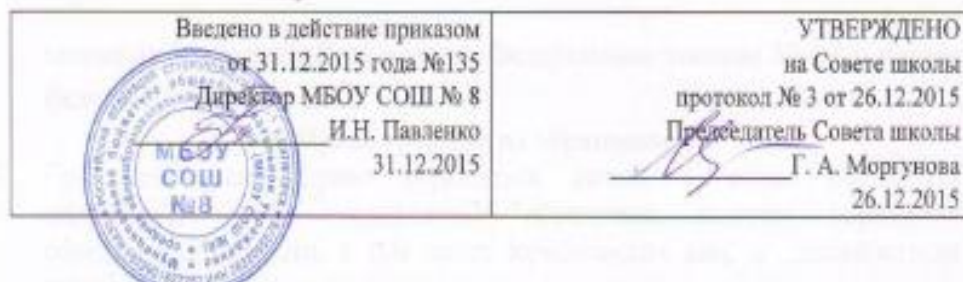 Введено в действие приказом
от 31.12.2015 года №135
Директор МБОУ СОШ № 8
И.Н. Павленко
31.12.2015
МБОУ
СОШ
№8
УТВЕРЖДЕНО
на Совете школы
протокол № 3 от 26.12.2015
Председатель Совета школы
Г. А. Моргунова
26.12.2015